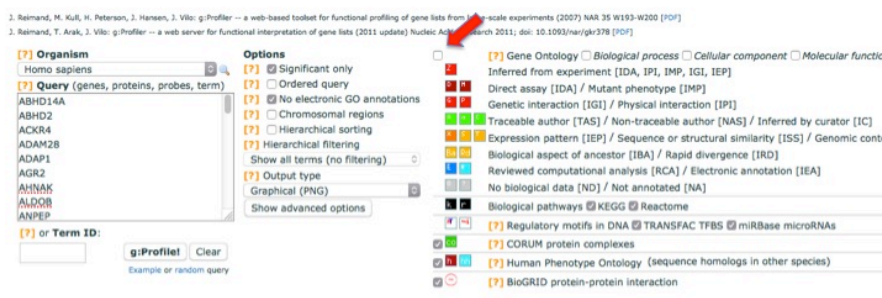 J. Reimand, M. Kull, H. Peterson, J. Hansen, J. Vilo: g:Profiler -- a web-based toolset for functional profiling of gene lists from -scale experiments (2007) NAR 35 W193-W200 [PDF]
J. Reimand, T. Arak, J. Vilo: g:Profiler -- a web server for functional interpretation of gene lists (2011 update) Nucleic Ac Research 2011; doi: 10.1093/nar/gkr378 [PDF]
[?] Organism
Homo sapiens
[?] Query (genes, proteins, probes, term)
ABHD14A
ABHD2
ACKR4
ADAM28
ADAP1
AGR2
AHNAK
ALDOB
ANPEP
[?] or Term ID:
g:Profile! Clear
Example or random query
Options
[?] Significant only
[?] Ordered query
[?] No electronic GO annotations
[?] Chromosomal regions
[?] Hierarchical sorting
[?] Hierarchical filtering
Show all terms (no filtering)
[?] Output type
Graphical (PNG)
Show advanced options
[?] Gene Ontology Biological process Cellular component Molecular functio
Inferred from experiment [IDA, IPI, IMP, IGI, IEP]
Direct assay [IDA] / Mutant phenotype [IMP]
Genetic interaction [IGI] / Physical interaction [IPI]
Traceable author [TAS] / Non-traceable author [NAS] / Inferred by curator [IC]
Expression pattern [IEP] / Sequence or structural similarity [ISS] / Genomic conte
Biological aspect of ancestor [IBA] / Rapid divergence [IRD]
Reviewed computational analysis [RCA] / Electronic annotation [IEA]
No biological data [ND] / Not annotated [NA]
Biological pathways KEGG Reactome
[?] Regulatory motifs in DNA TRANSFAC TFBS miRBase microRNAs
[?] CORUM protein complexes
[?] Human Phenotype Ontology (sequence homologs in other species)
[?] BioGRID protein-protein interaction